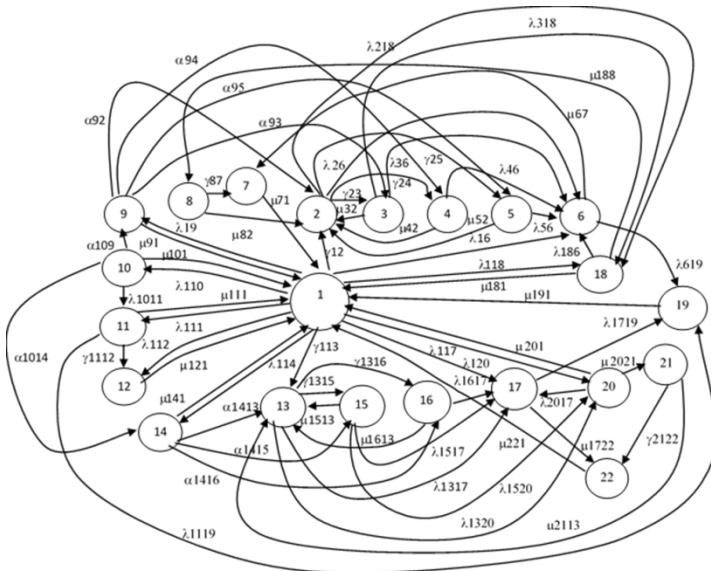 λ318
λ218
α94
μ188
α95
μ67
α92
α93
λ46
γ25
λ36
λ26
γ87
γ24
7
γ23
μ71
8
μ32
9
2
3
4
μ52
5
6
λ19
μ42
λ56
μ82
λ16
α109
μ91
μ101
γ12
λ186
λ619
10
λ118
18
λ110
μ181
λ1011
μ111
1
μ191
19
11
λ111
λ1719
γ1112
λ112
γ113
λ117
μ201
μ121
λ114
γ1316
λ120
μ2021
21
α1014
12
γ1315
λ1617
17
20
μ141
α1413
13
15
16
λ2017
14
μ1513
μ1613
μ221
μ1722
γ2122
α1415
λ1517
22
α1416
λ1317
λ1520
λ1320
μ2113
λ1119